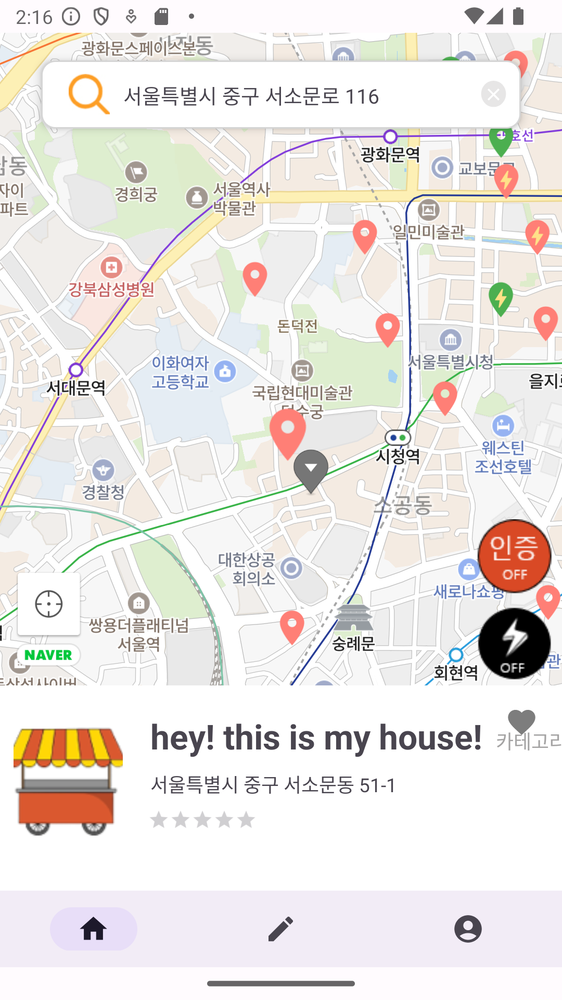 2:16
광화문스페이스본
서울특별시 중구 서소문로 116
5호선
광화문역
교보문고
서울역사
박물관
경희궁
자이
파트
일민미술관
강북삼성병원
돈덕전
서울특별시청
이화여자
고등학교
서대문역
국립현대미술관
덕수궁
을지로
웨스틴
조선호텔
시청역
경찰청
소공동
인증
OFF
대한상공
회의소
새로나쇼핑
쌍용더플래티넘
서울역
숭례문
NAVER
OFF
회현역
hey! this is my house!
카테고리
서울특별시 중구 서소문동 51-1